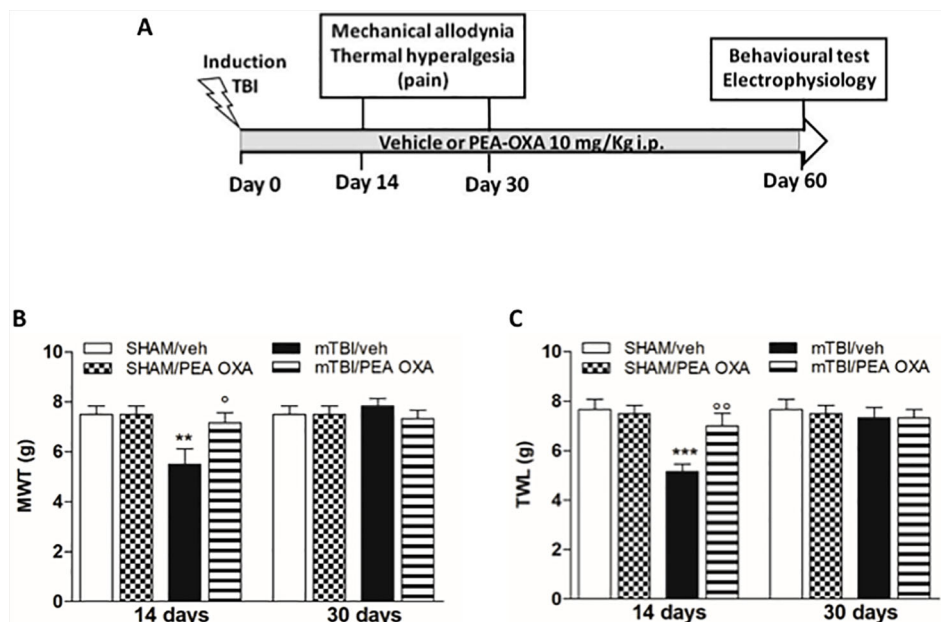 A
Induction
TBI
Mechanical allodynia
Thermal hyperalgesia
(pain)
Behavioural test
Electrophysiology
Vehicle or PEA-OXA 10 mg/Kg i.p.
Day 0
Day 14
Day 30
Day 60
B
SHAM/veh
mTBI/veh
SHAM/PEA OXA
mTBI/PEA OXA
MWT (g)
10
8
6
4
2
0
**
°
14 days
30 days
C
SHAM/veh
mTBI/veh
SHAM/PEA OXA
mTBI/PEA OXA
TWL (g)
10
8
6
4
2
0
***
°°
14 days
30 days